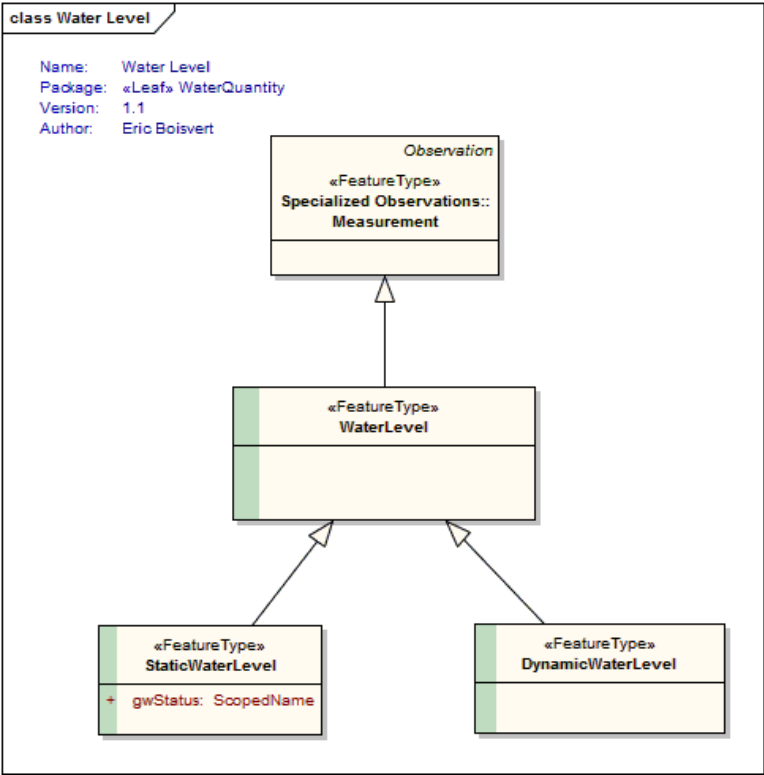 class Water Level
Name: Water Level
Package: «Leaf» WaterQuantity
Version: 1.1
Author: Eric Boisvert
Observation
«FeatureType»
Specialized Observations::
Measurement
«FeatureType»
WaterLevel
«FeatureType»
StaticWaterLevel
+ gwStatus: ScopedName
«FeatureType»
DynamicWaterLevel